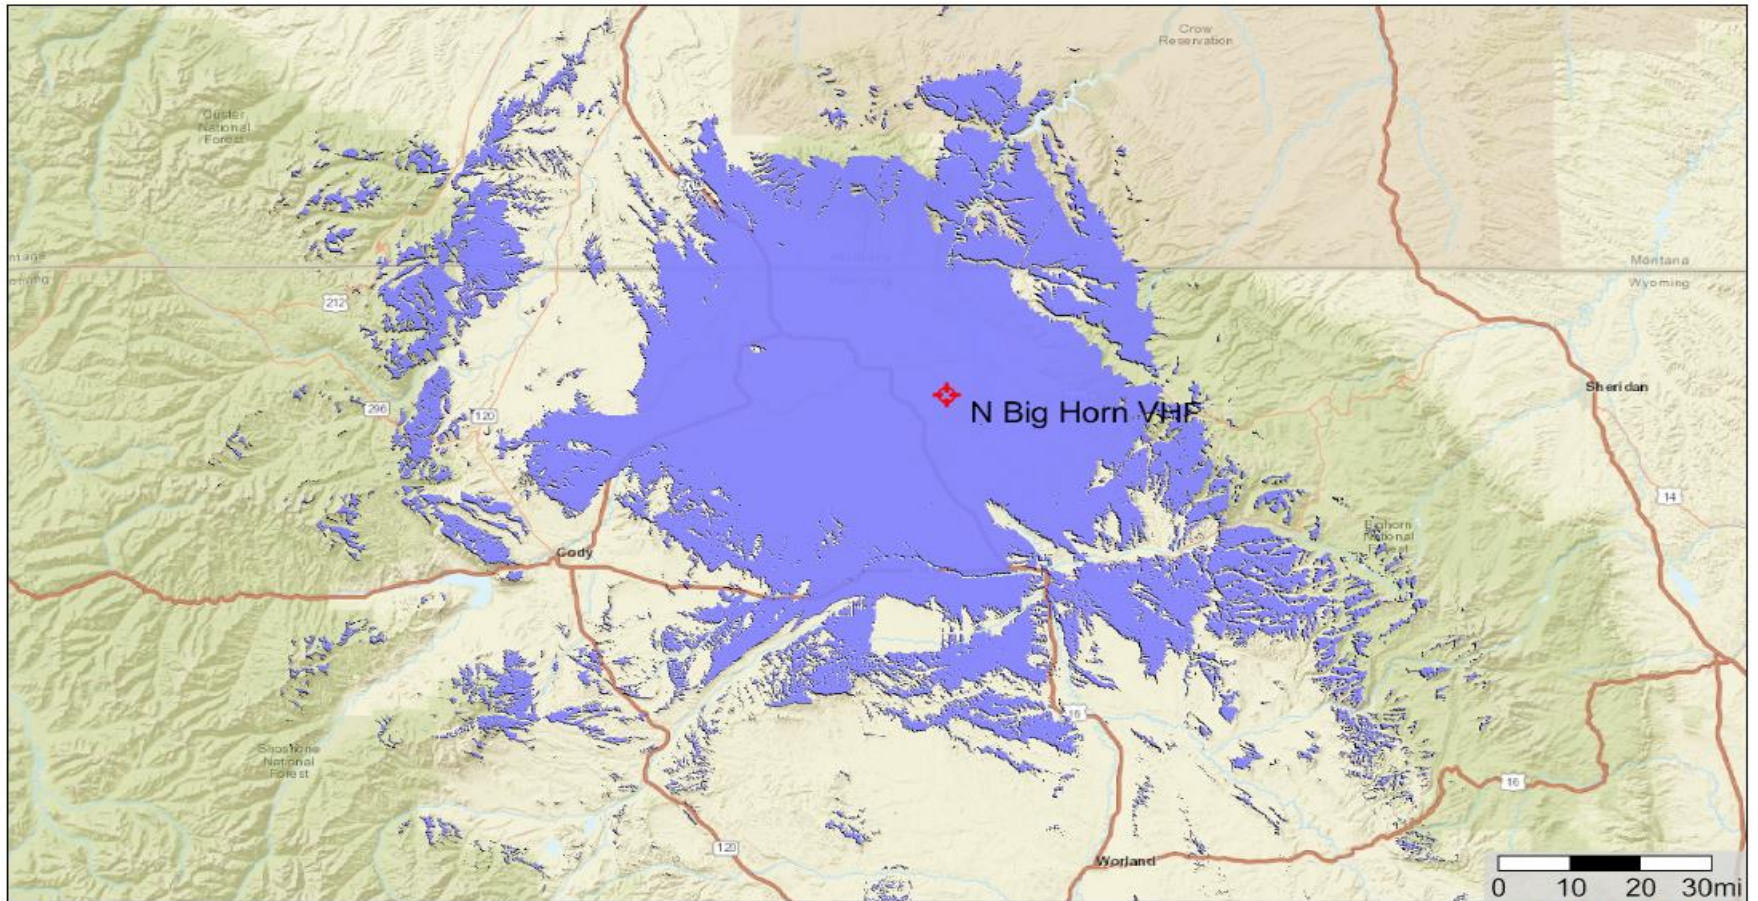 Crow
Reservation
Custer
National
Forest
Montana
Wyoming
212
296
120
N Big Horn VHF
Sheridan
14
Cody
Bighorn
National
Forest
16
Shoshone
National
Forest
16
120
Worland
0 10 20 30mi